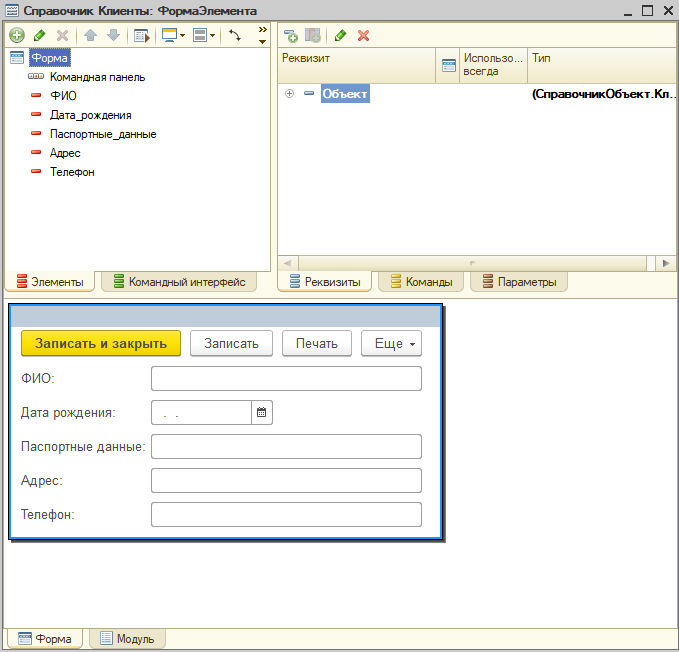 Справочник Клиенты: ФормаЭлемента
Форма
Командная панель
ФИО
Дата_рождения
Паспортные_данные
Адрес
Телефон
Элементы
Командный интерфейс
Реквизит
Использо...
всегда
Тип
Объект
(СправочникОбъект.Кл...
Реквизиты
Команды
Параметры
Записать и закрыть
Записать
Печать
Еще
ФИО:
Дата рождения:
. .
Паспортные данные:
Адрес:
Телефон:
Форма
Модуль